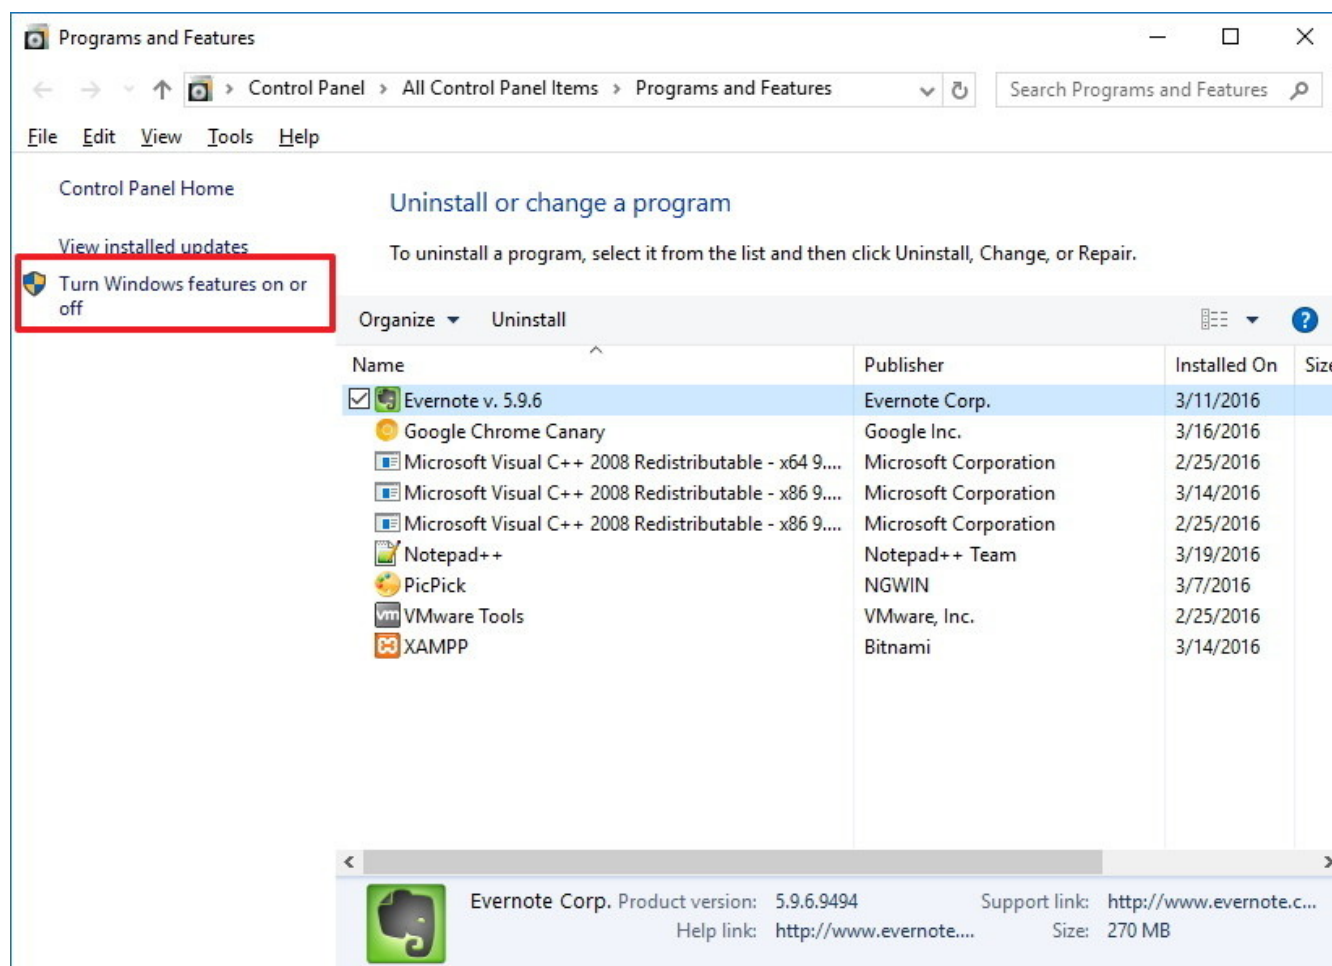 Programs and Features
Control Panel > All Control Panel Items > Programs and Features
Search Programs and Features
File Edit View Tools Help
Control Panel Home
View installed updates
Turn Windows features on or
off
Uninstall or change a program
To uninstall a program, select it from the list and then click Uninstall, Change, or Repair.
Organize Uninstall
Name Publisher Installed On Size
Evernote v. 5.9.6 Evernote Corp. 3/11/2016
Google Chrome Canary Google Inc. 3/16/2016
Microsoft Visual C++ 2008 Redistributable - x64 9.... Microsoft Corporation 2/25/2016
Microsoft Visual C++ 2008 Redistributable - x86 9.... Microsoft Corporation 3/14/2016
Microsoft Visual C++ 2008 Redistributable - x86 9.... Microsoft Corporation 2/25/2016
Notepad++ Notepad++ Team 3/19/2016
PicPick NGWIN 3/7/2016
vm VMware Tools VMware, Inc. 2/25/2016
XAMPP Bitnami 3/14/2016
Evernote Corp. Product version: 5.9.6.9494 Support link: http://www.evernote.c...
Help link: http://www.evernote.... Size: 270 MB